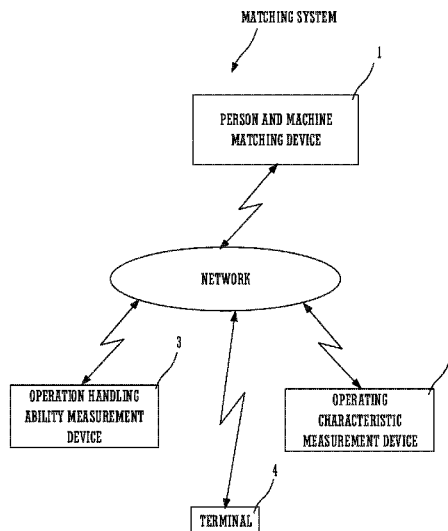 MATCHING SYSTEM
1
PERSON AND MACHINE
MATCHING DEVICE
NETWORK
3
OPERATION HANDLING
ABILITY MEASUREMENT
DEVICE
OPERATING
CHARACTERISTIC
MEASUREMENT DEVICE
4
TERMINAL